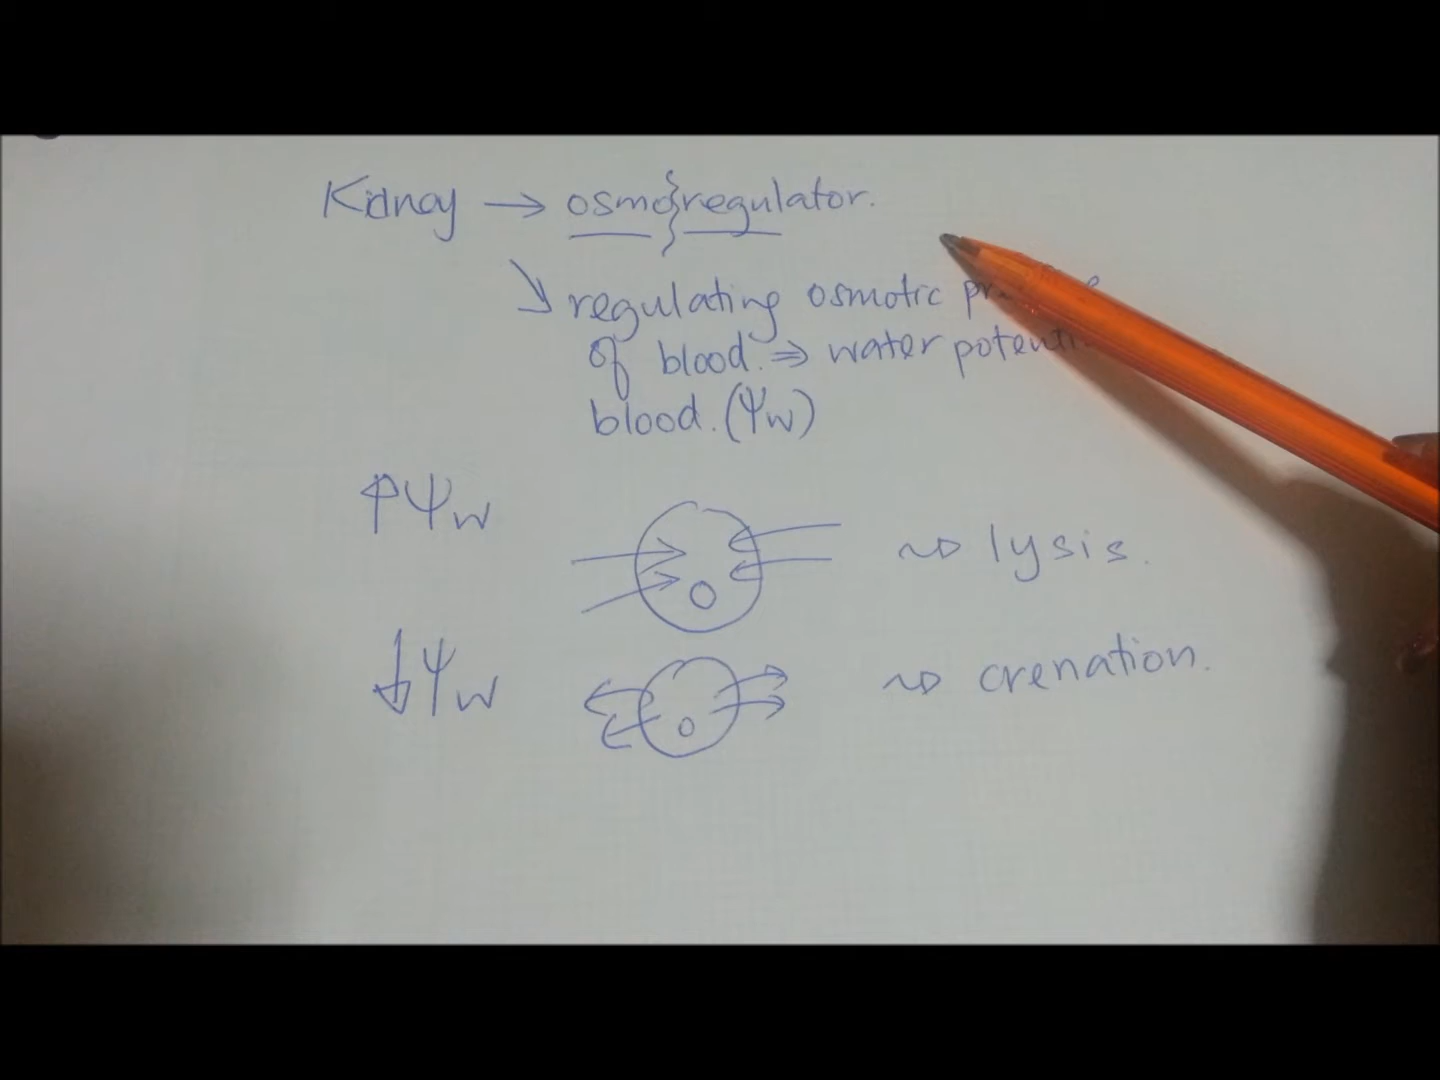 Kidney → osmo}regulator.
↘ regulating osmotic
of blood. ⇒ water
blood. (Ψw)
↑Ψw ~> lysis.
↓Ψw ~> crenation.